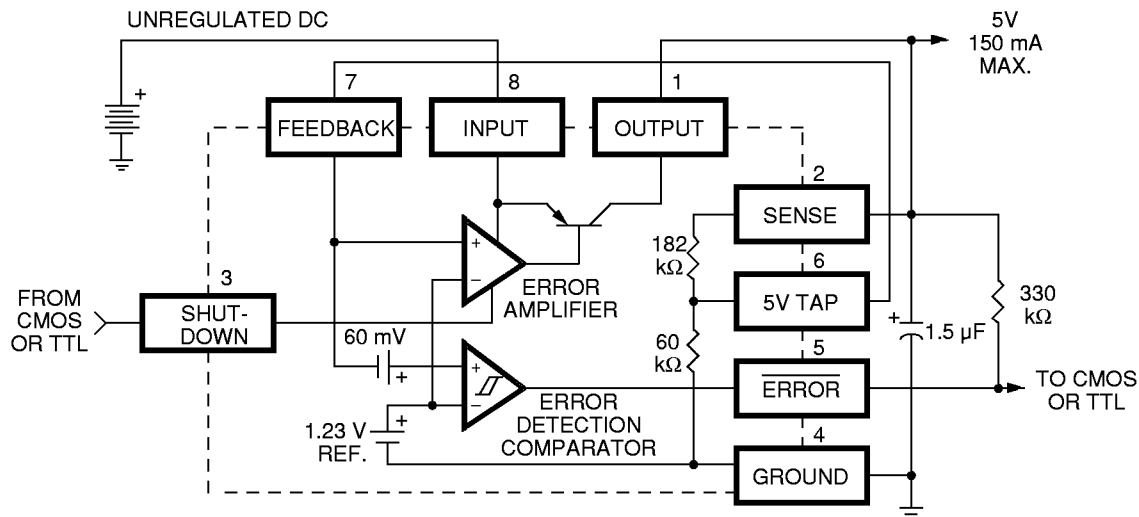 UNREGULATED DC
5V
150 mA
MAX.
7
8
1
FEEDBACK
INPUT
OUTPUT
2
SENSE
182
kΩ
6
5V TAP
3
FROM
CMOS
OR TTL
SHUT-
DOWN
+
−
ERROR
AMPLIFIER
60 mV
+
+
−
60
kΩ
+
1.5 µF
330
kΩ
5
ERROR
TO CMOS
OR TTL
ERROR
DETECTION
COMPARATOR
1.23 V
REF.
+
4
GROUND
+